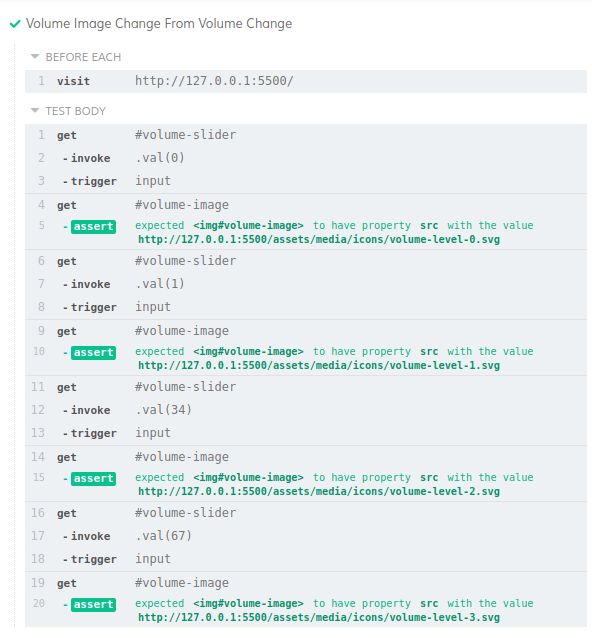 Volume Image Change From Volume Change
BEFORE EACH
1 visit http://127.0.0.1:5500/
TEST BODY
1 get #volume-slider
2 - invoke .val(0)
3 - trigger input
4 get #volume-image
5 - assert expected <img#volume-image> to have property src with the value
http://127.0.0.1:5500/assets/media/icons/volume-level-0.svg
6 get #volume-slider
7 - invoke .val(1)
8 - trigger input
9 get #volume-image
10 - assert expected <img#volume-image> to have property src with the value
http://127.0.0.1:5500/assets/media/icons/volume-level-1.svg
11 get #volume-slider
12 - invoke .val(34)
13 - trigger input
14 get #volume-image
15 - assert expected <img#volume-image> to have property src with the value
http://127.0.0.1:5500/assets/media/icons/volume-level-2.svg
16 get #volume-slider
17 - invoke .val(67)
18 - trigger input
19 get #volume-image
20 - assert expected <img#volume-image> to have property src with the value
http://127.0.0.1:5500/assets/media/icons/volume-level-3.svg